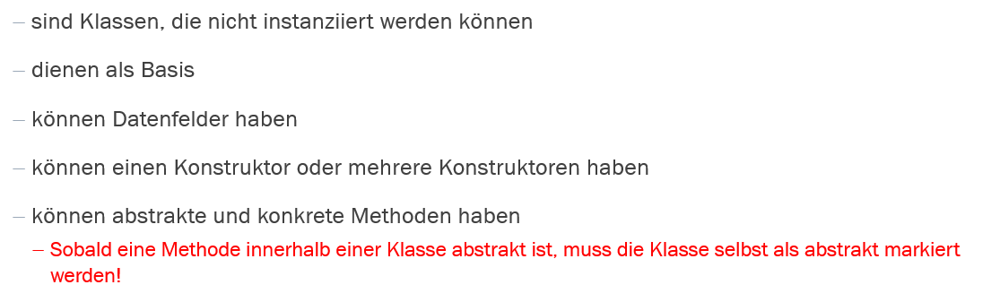 – sind Klassen, die nicht instanziiert werden können
– dienen als Basis
– können Datenfelder haben
– können einen Konstruktor oder mehrere Konstruktoren haben
– können abstrakte und konkrete Methoden haben
– Sobald eine Methode innerhalb einer Klasse abstrakt ist, muss die Klasse selbst als abstrakt markiert
werden!